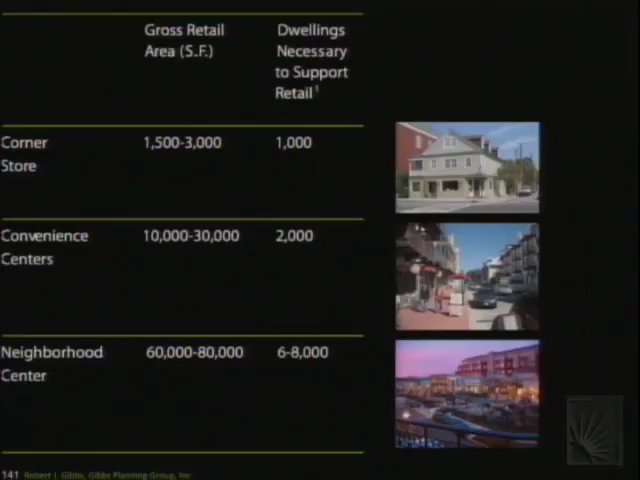 Gross Retail
Area (S.F.)
Dwellings
Necessary
to Support
Retail¹
Corner
Store
1,500-3,000
1,000
Convenience
Centers
10,000-30,000
2,000
Neighborhood
Center
60,000-80,000
6-8,000
141 Robert J. Gibbs, Gibbs Planning Group, Inc